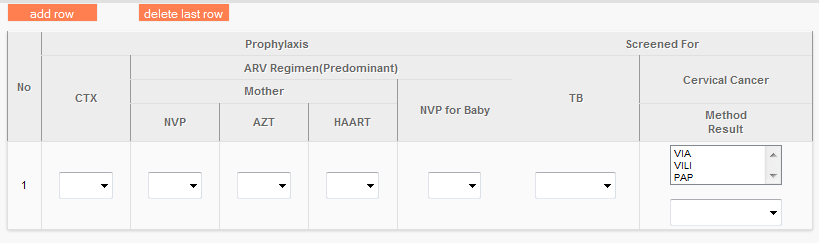 add row
delete last row
Prophylaxis
Screened For
No
CTX
ARV Regimen(Predominant)
TB
Cervical Cancer
Mother
NVP for Baby
NVP
AZT
HAART
Method
Result
1
VIA
VILI
PAP